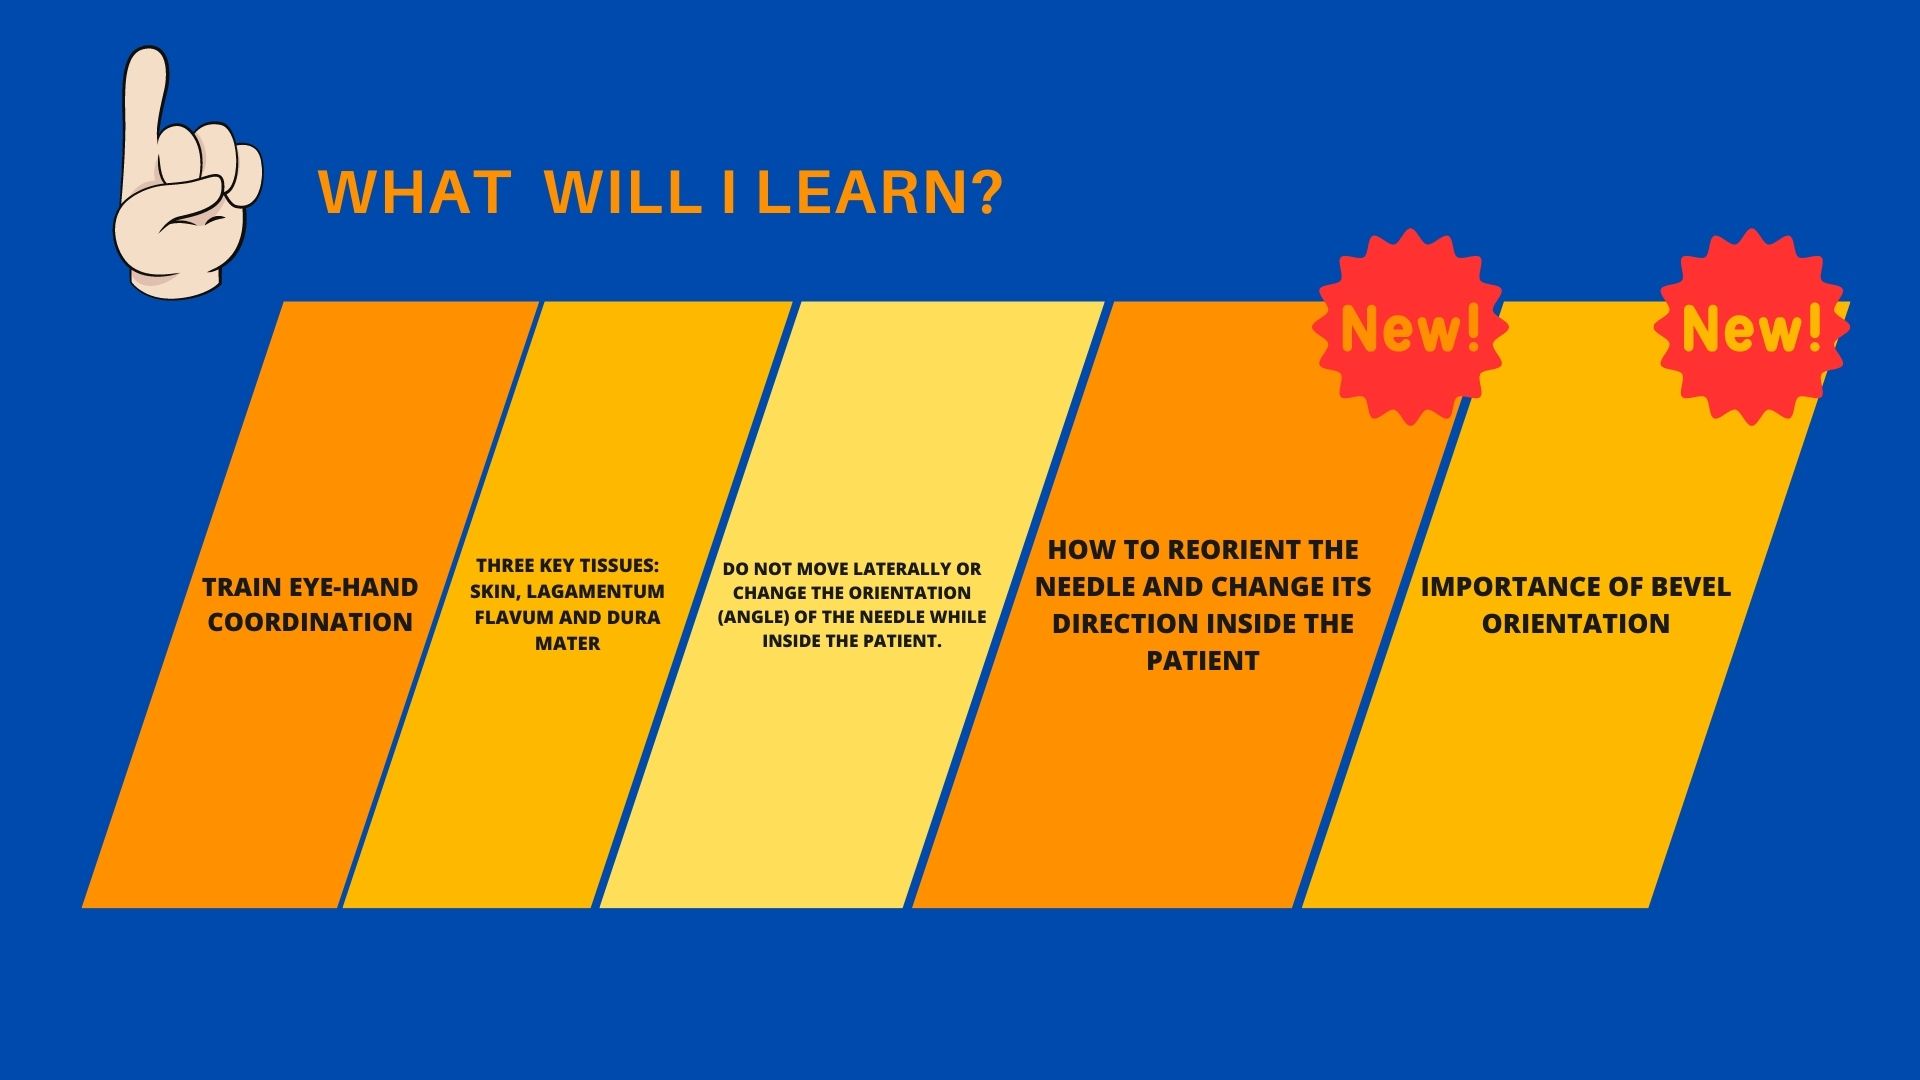 WHAT WILL I LEARN?
New!
New!
TRAIN EYE-HAND
COORDINATION
THREE KEY TISSUES:
SKIN, LAGAMENTUM
FLAVUM AND DURA
MATER
DO NOT MOVE LATERALLY OR
CHANGE THE ORIENTATION
(ANGLE) OF THE NEEDLE WHILE
INSIDE THE PATIENT.
HOW TO REORIENT THE
NEEDLE AND CHANGE ITS
DIRECTION INSIDE THE
PATIENT
IMPORTANCE OF BEVEL
ORIENTATION